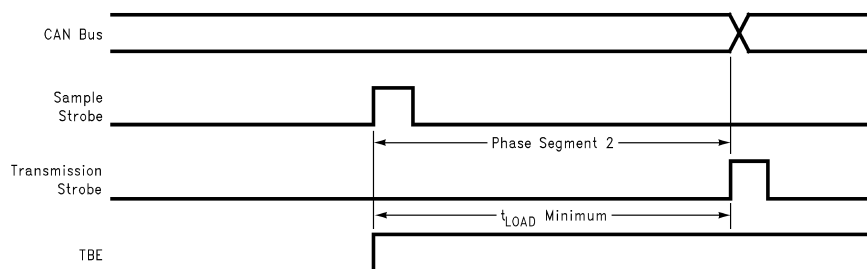 CAN Bus
Sample
Strobe
Phase Segment 2
Transmission
Strobe
tLOAD Minimum
TBE